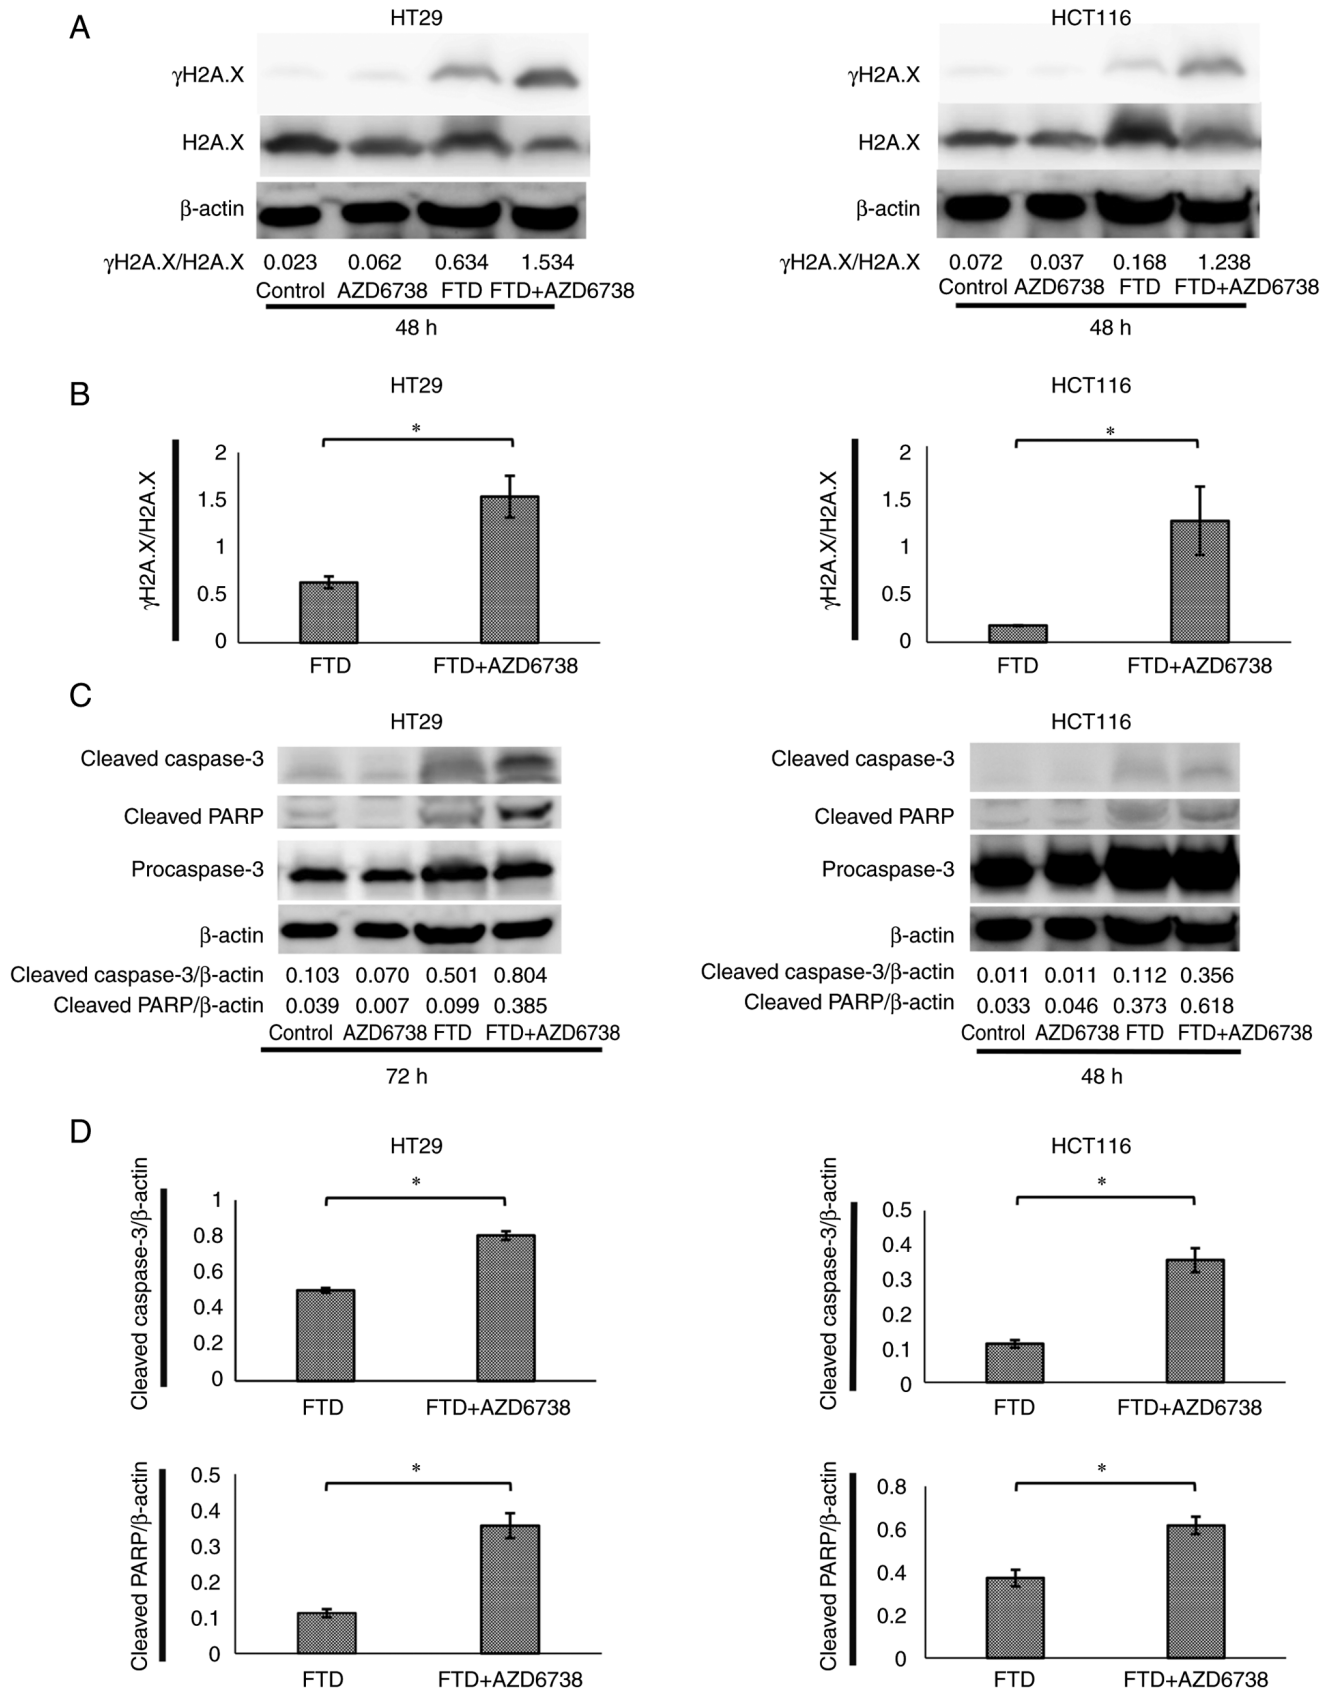 A
HT29
HCT116
γH2A.X
γH2A.X
H2A.X
H2A.X
β-actin
β-actin
γH2A.X/H2A.X 0.023 0.062 0.634 1.534
γH2A.X/H2A.X 0.072 0.037 0.168 1.238
Control AZD6738 FTD FTD+AZD6738
Control AZD6738 FTD FTD+AZD6738
48 h
48 h
B
HT29
HCT116
*
*
γH2A.X/H2A.X
2
1.5
1
0.5
0
FTD FTD+AZD6738
γH2A.X/H2A.X
2
1.5
1
0.5
0
FTD FTD+AZD6738
C
HT29
HCT116
Cleaved caspase-3
Cleaved caspase-3
Cleaved PARP
Cleaved PARP
Procaspase-3
Procaspase-3
β-actin
β-actin
Cleaved caspase-3/β-actin 0.103 0.070 0.501 0.804
Cleaved caspase-3/β-actin 0.011 0.011 0.112 0.356
Cleaved PARP/β-actin 0.039 0.007 0.099 0.385
Cleaved PARP/β-actin 0.033 0.046 0.373 0.618
Control AZD6738 FTD FTD+AZD6738
Control AZD6738 FTD FTD+AZD6738
72 h
48 h
D
HT29
HCT116
*
*
Cleaved caspase-3/β-actin
1
0.8
0.6
0.4
0.2
0
FTD FTD+AZD6738
Cleaved caspase-3/β-actin
0.5
0.4
0.3
0.2
0.1
0
FTD FTD+AZD6738
*
*
Cleaved PARP/β-actin
0.5
0.4
0.3
0.2
0.1
0
FTD FTD+AZD6738
Cleaved PARP/β-actin
0.8
0.6
0.4
0.2
0
FTD FTD+AZD6738